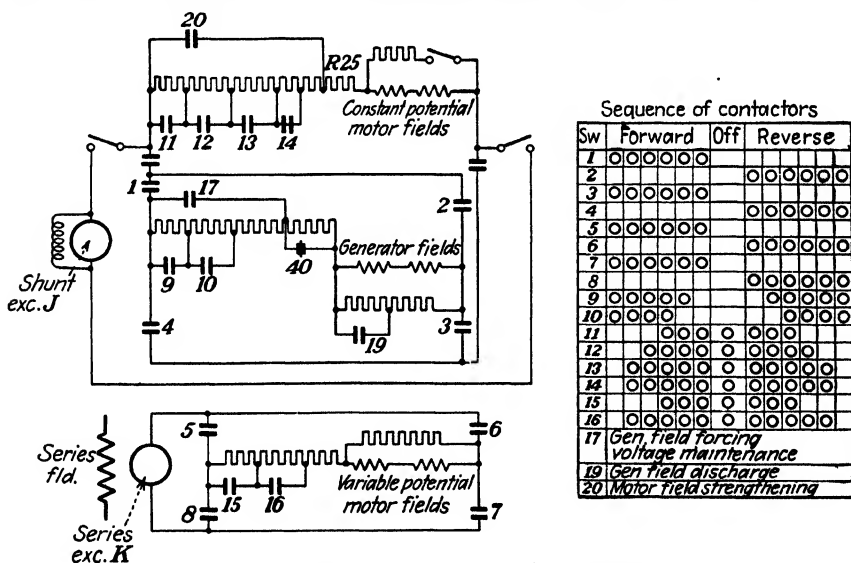 20
R25
Constant potential
motor fields
11
12
13
14
1
17
2
Generator fields
40
9
10
Shunt
exc. J
4
19
3
5
6
Series
fld.
Variable potential
motor fields
15
16
8
7
Series
exc. K
Sequence of contactors
Sw Forward Off Reverse
1 O O O O O O
2 O O O O O O
3 O O O O O O
4 O O O O O O
5 O O O O O O
6 O O O O O O
7 O O O O O O
8 O O O O O O
9 O O O O O O O O O O
10 O O O O O O O O
11 O O O O O O O
12 O O O O O O O O O
13 O O O O O O O O O O O
14 O O O O O O O O O O O
15 O O O O O O O
16 O O O O O O O O O O O
17 Gen. field forcing
voltage maintenance
19 Gen field discharge
20 Motor field strengthening